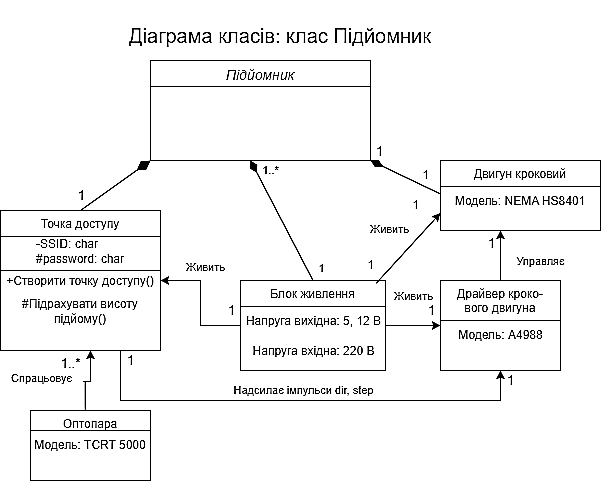 Діаграма класів: клас Підйомник
Підйомник
1
1..*
1
1
Двигун кроковий
Модель: NEMA HS8401
Точка доступу
-SSID: char
#password: char
+Створити точку доступу()
#Підрахувати висоту
підйому()
1
Живить
1
Управляє
Живить
1
1
Блок живлення
Напруга вихідна: 5, 12 В
Напруга вхідна: 220 В
1
Живить
1
1
Драйвер кроко-
вого двигуна
Модель: A4988
1..*
1
Спрацьовує
Надсилає імпульси dir, step
1
Оптопара
Модель: TCRT 5000